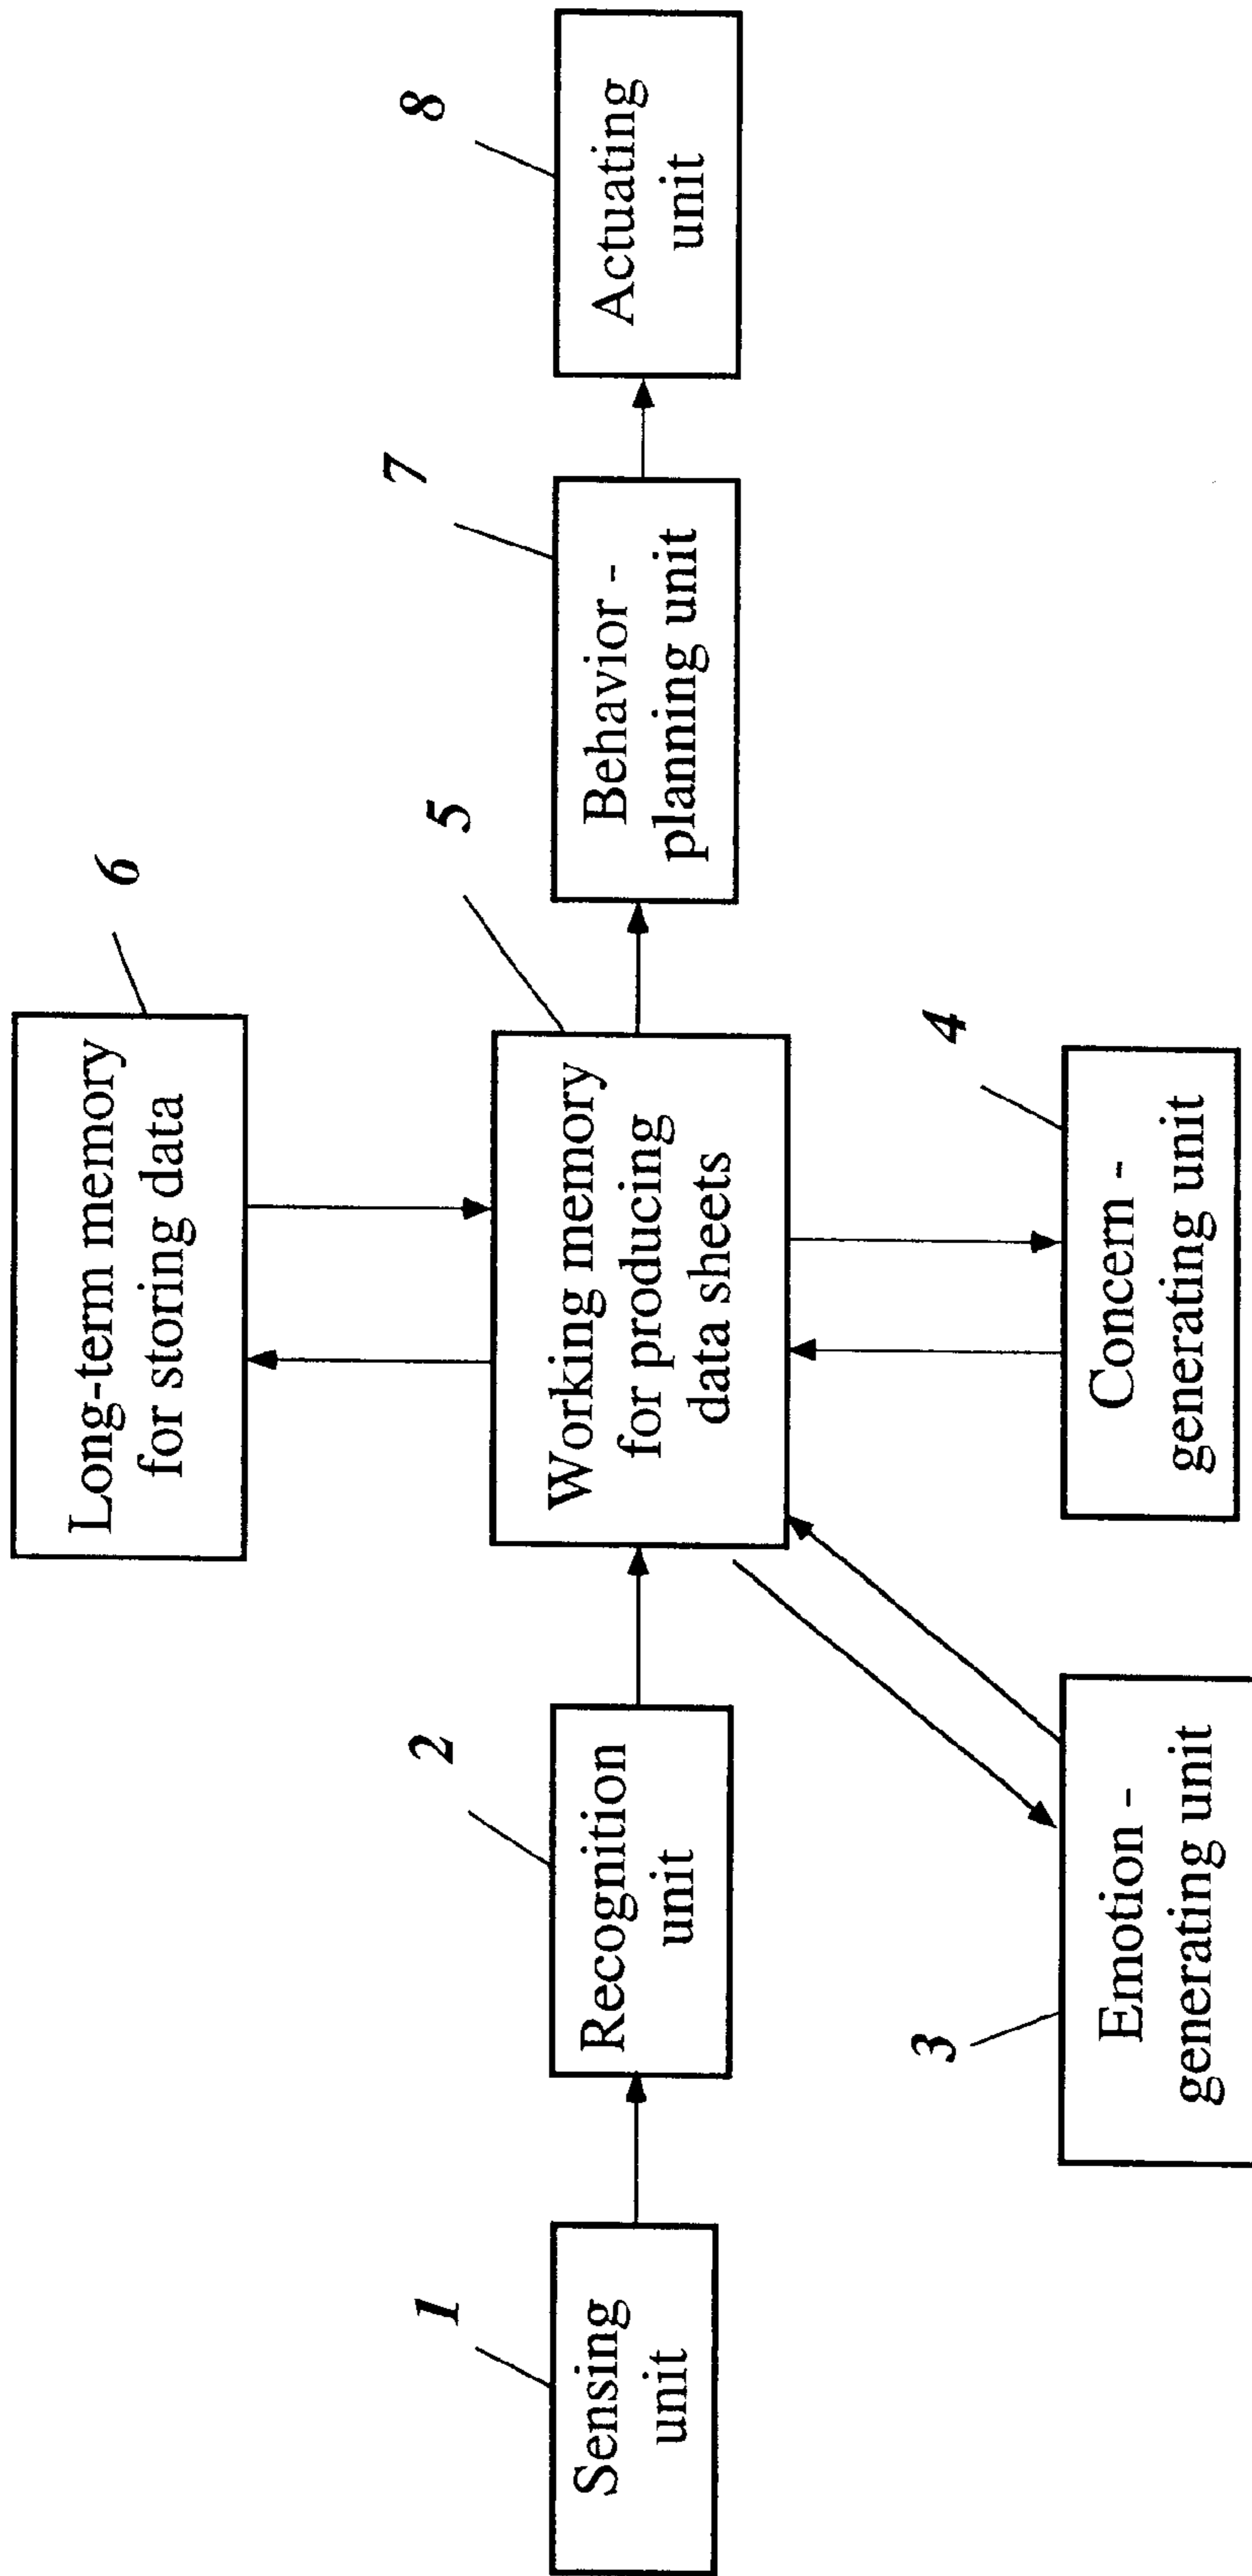 6
Long-term memory
for storing data
1
Sensing
unit
2
Recognition
unit
5
Working memory
for producing
data sheets
7
Behavior -
planning unit
8
Actuating
unit
3
Emotion -
generating unit
4
Concern -
generating unit